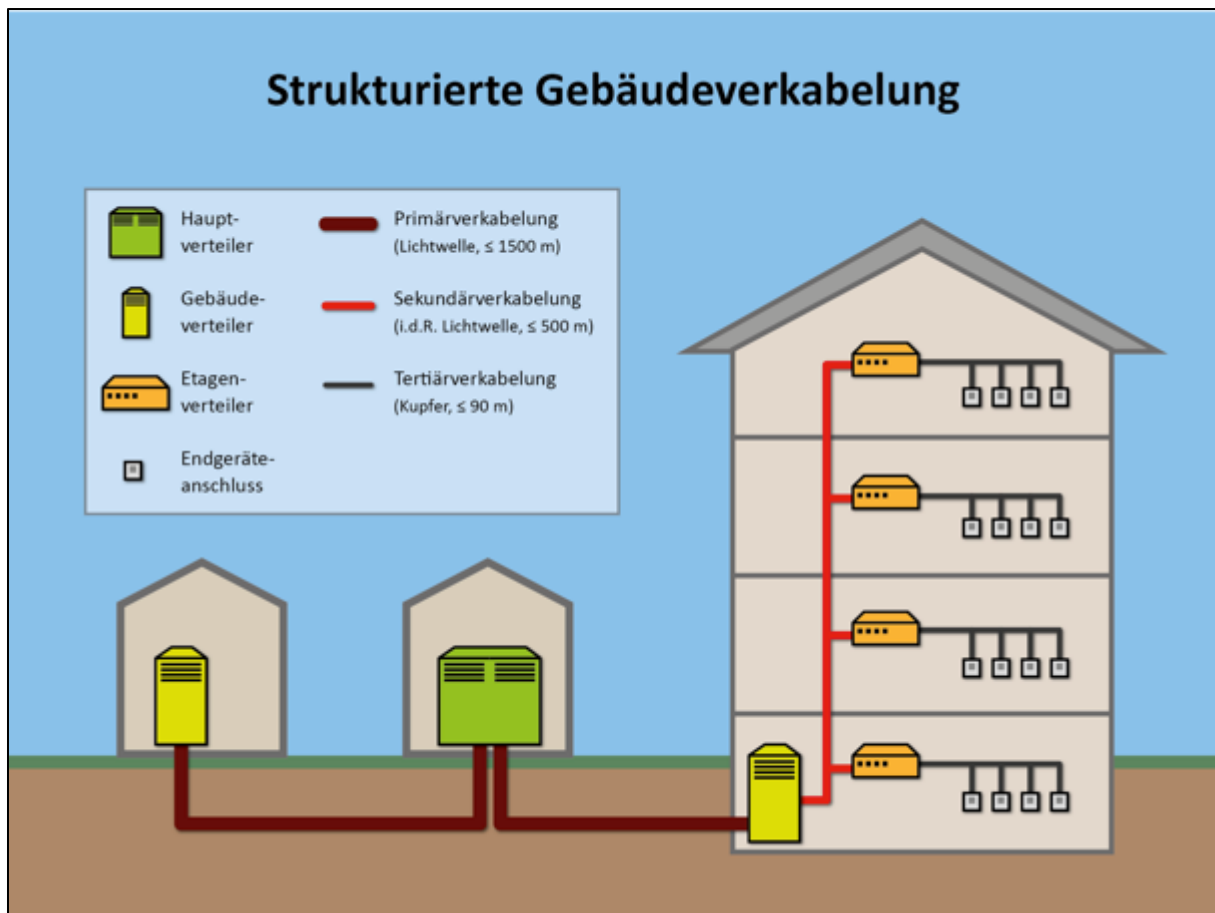 Strukturierte Gebäudeverkabelung
Haupt-
verteiler
Primärverkabelung
(Lichtwelle, ≤ 1500 m)
Gebäude-
verteiler
Sekundärverkabelung
(i.d.R. Lichtwelle, ≤ 500 m)
Etagen-
verteiler
Tertiärverkabelung
(Kupfer, ≤ 90 m)
Endgeräte-
anschluss